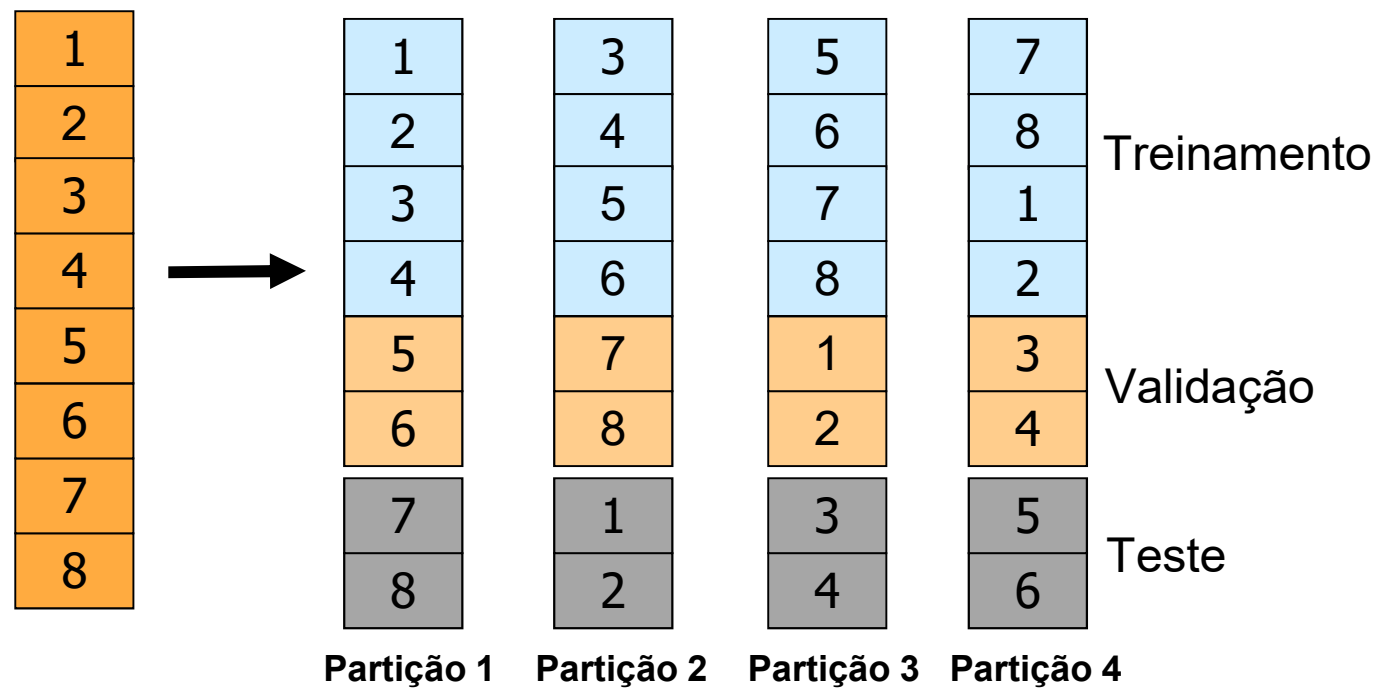 1
2
3
4
5
6
7
8
1 3 5 7
2 4 6 8
3 5 7 1
4 6 8 2
Treinamento
5 7 1 3
6 8 2 4
Validação
7 1 3 5
8 2 4 6
Teste
Partição 1 Partição 2 Partição 3 Partição 4